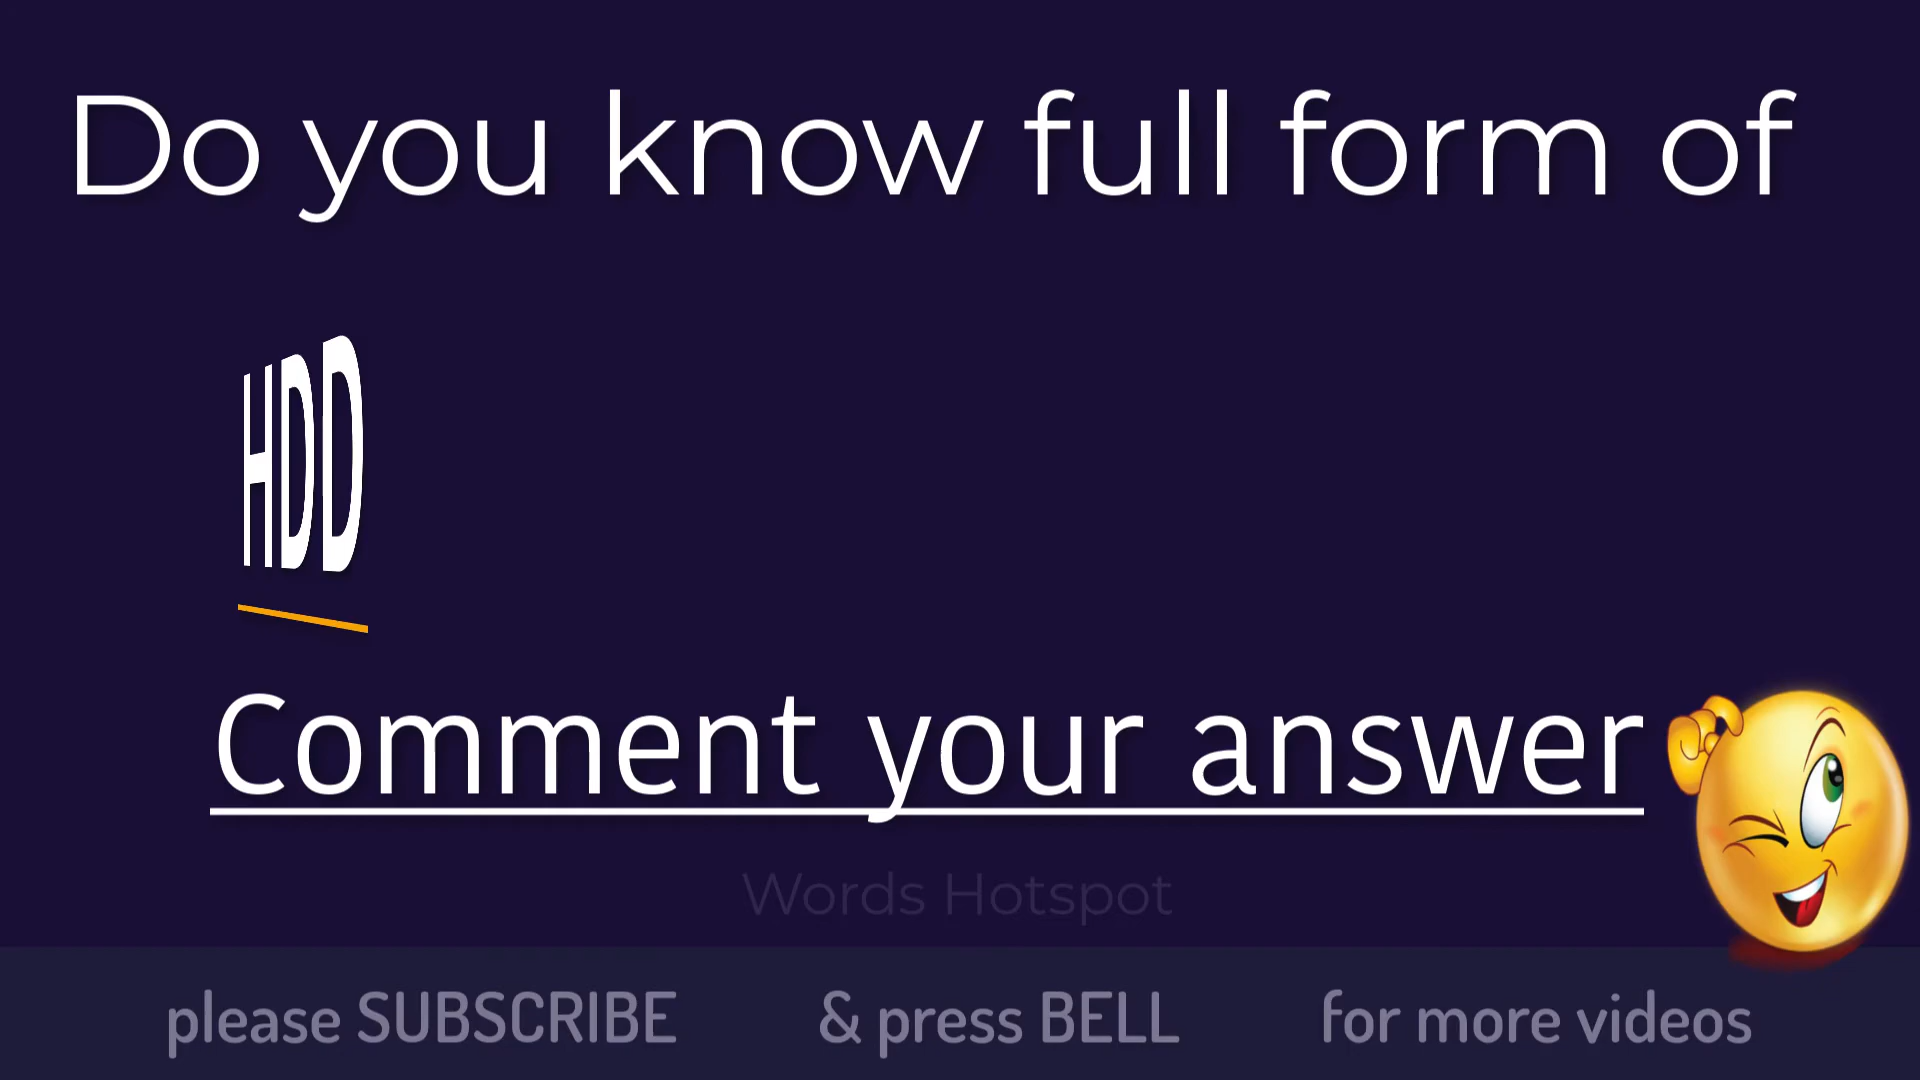 Do you know full form of
HDD
Comment your answer
Words Hotspot
please SUBSCRIBE & press BELL for more videos